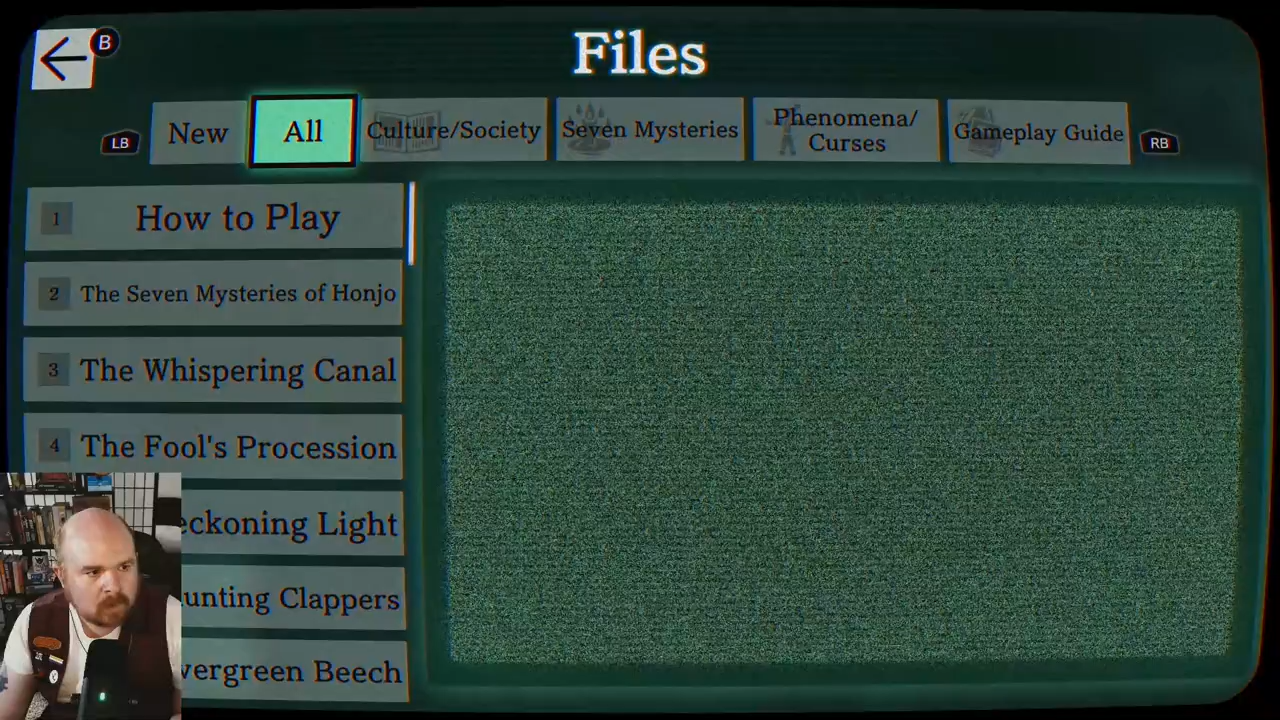 B
Files
LB
New
All
Culture/Society
Seven Mysteries
Phenomena/
Curses
Gameplay Guide
RB
1 How to Play
2 The Seven Mysteries of Honjo
3 The Whispering Canal
4 The Fool's Procession
eckoning Light
unting Clappers
vergreen Beech